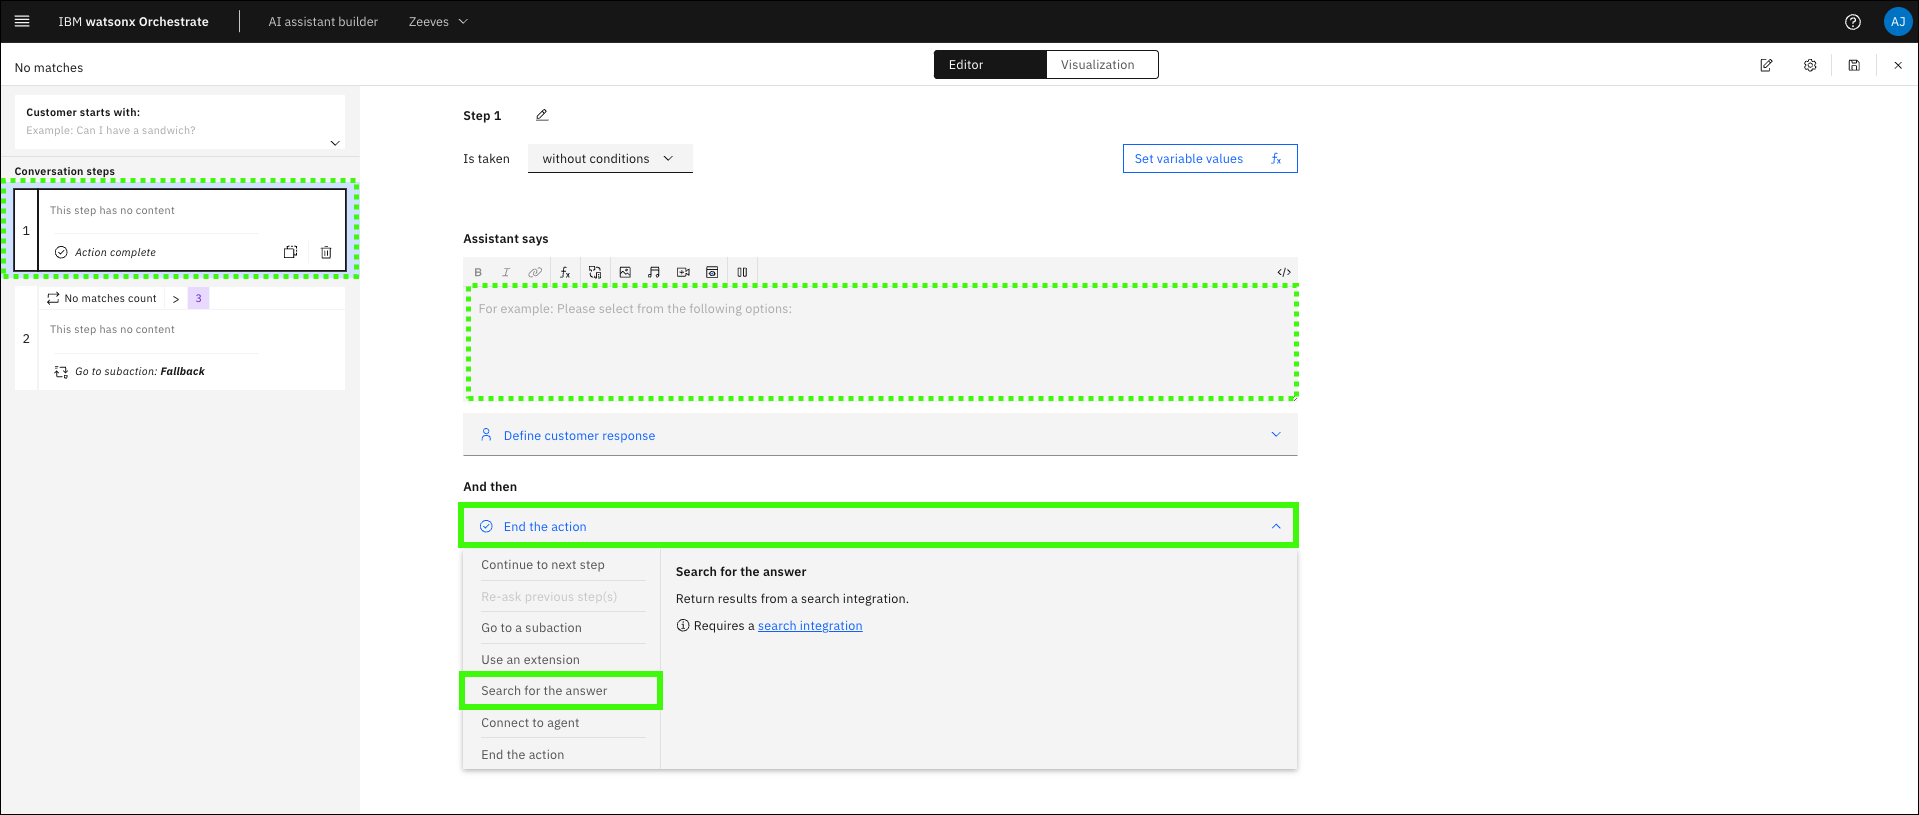 IBM watsonx Orchestrate
AI assistant builder
Zeeves
AJ
No matches
Editor
Visualization
Customer starts with:
Example: Can I have a sandwich?
Conversation steps
1
This step has no content
Action complete
2
No matches count > 3
This step has no content
Go to subaction: Fallback
Step 1
Is taken
without conditions
Set variable values fx
Assistant says
B I fx </>
For example: Please select from the following options:
Define customer response
And then
End the action
Continue to next step
Re-ask previous step(s)
Go to a subaction
Use an extension
Search for the answer
Connect to agent
End the action
Search for the answer
Return results from a search integration.
Requires a search integration